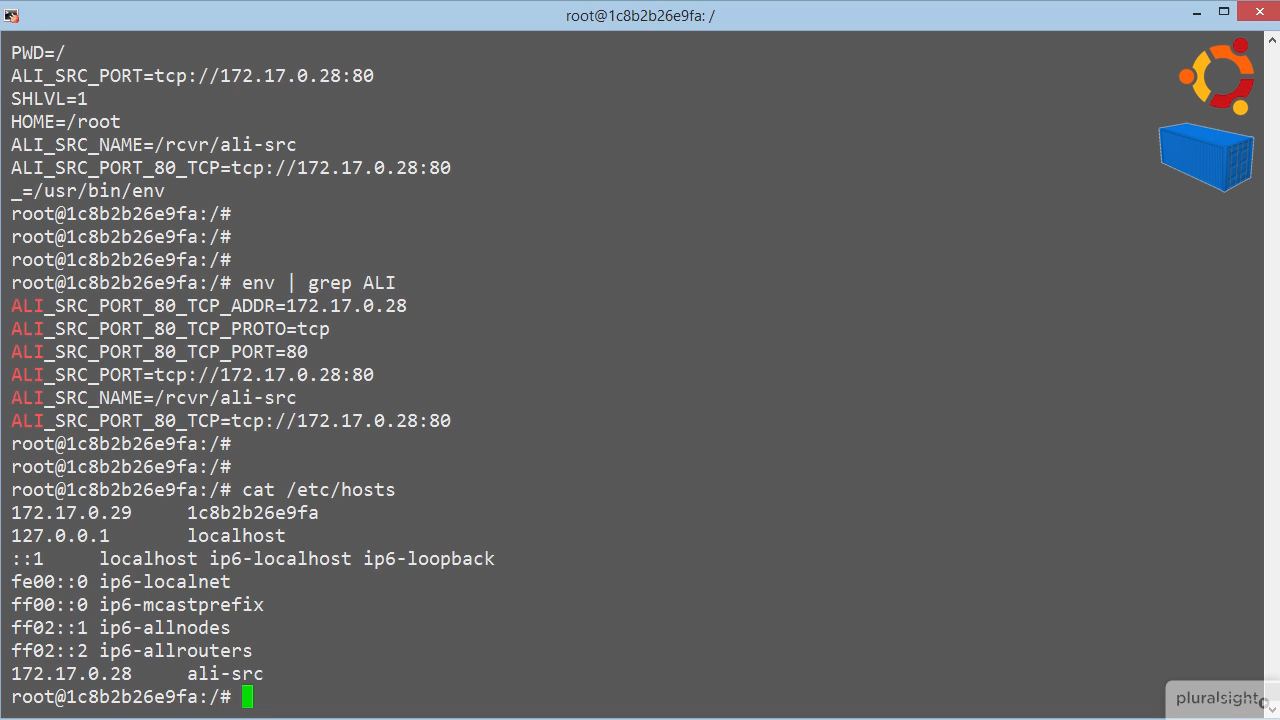 root@1c8b2b26e9fa: /
PWD=/
ALI_SRC_PORT=tcp://172.17.0.28:80
SHLVL=1
HOME=/root
ALI_SRC_NAME=/rcvr/ali-src
ALI_SRC_PORT_80_TCP=tcp://172.17.0.28:80
_=/usr/bin/env
root@1c8b2b26e9fa:/#
root@1c8b2b26e9fa:/#
root@1c8b2b26e9fa:/#
root@1c8b2b26e9fa:/# env | grep ALI
ALI_SRC_PORT_80_TCP_ADDR=172.17.0.28
ALI_SRC_PORT_80_TCP_PROTO=tcp
ALI_SRC_PORT_80_TCP_PORT=80
ALI_SRC_PORT=tcp://172.17.0.28:80
ALI_SRC_NAME=/rcvr/ali-src
ALI_SRC_PORT_80_TCP=tcp://172.17.0.28:80
root@1c8b2b26e9fa:/#
root@1c8b2b26e9fa:/#
root@1c8b2b26e9fa:/# cat /etc/hosts
172.17.0.29     1c8b2b26e9fa
127.0.0.1       localhost
::1     localhost ip6-localhost ip6-loopback
fe00::0 ip6-localnet
ff00::0 ip6-mcastprefix
ff02::1 ip6-allnodes
ff02::2 ip6-allrouters
172.17.0.28     ali-src
root@1c8b2b26e9fa:/#
pluralsight